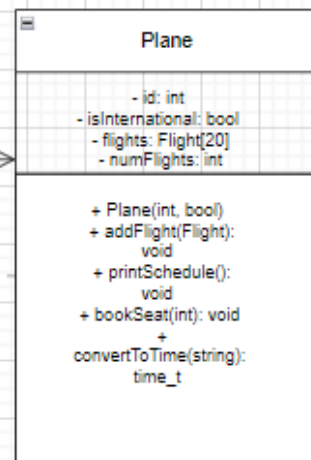 Plane
- id: int
- isInternational: bool
- flights: Flight[20]
- numFlights: int
+ Plane(int, bool)
+ addFlight(Flight):
void
+ printSchedule():
void
+ bookSeat(int): void
+
convertToTime(string):
time_t